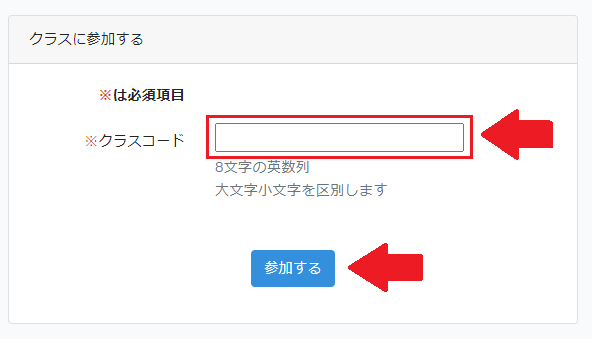 クラスに参加する
※は必須項目
※クラスコード
8文字の英数列
大文字小文字を区別します
参加する